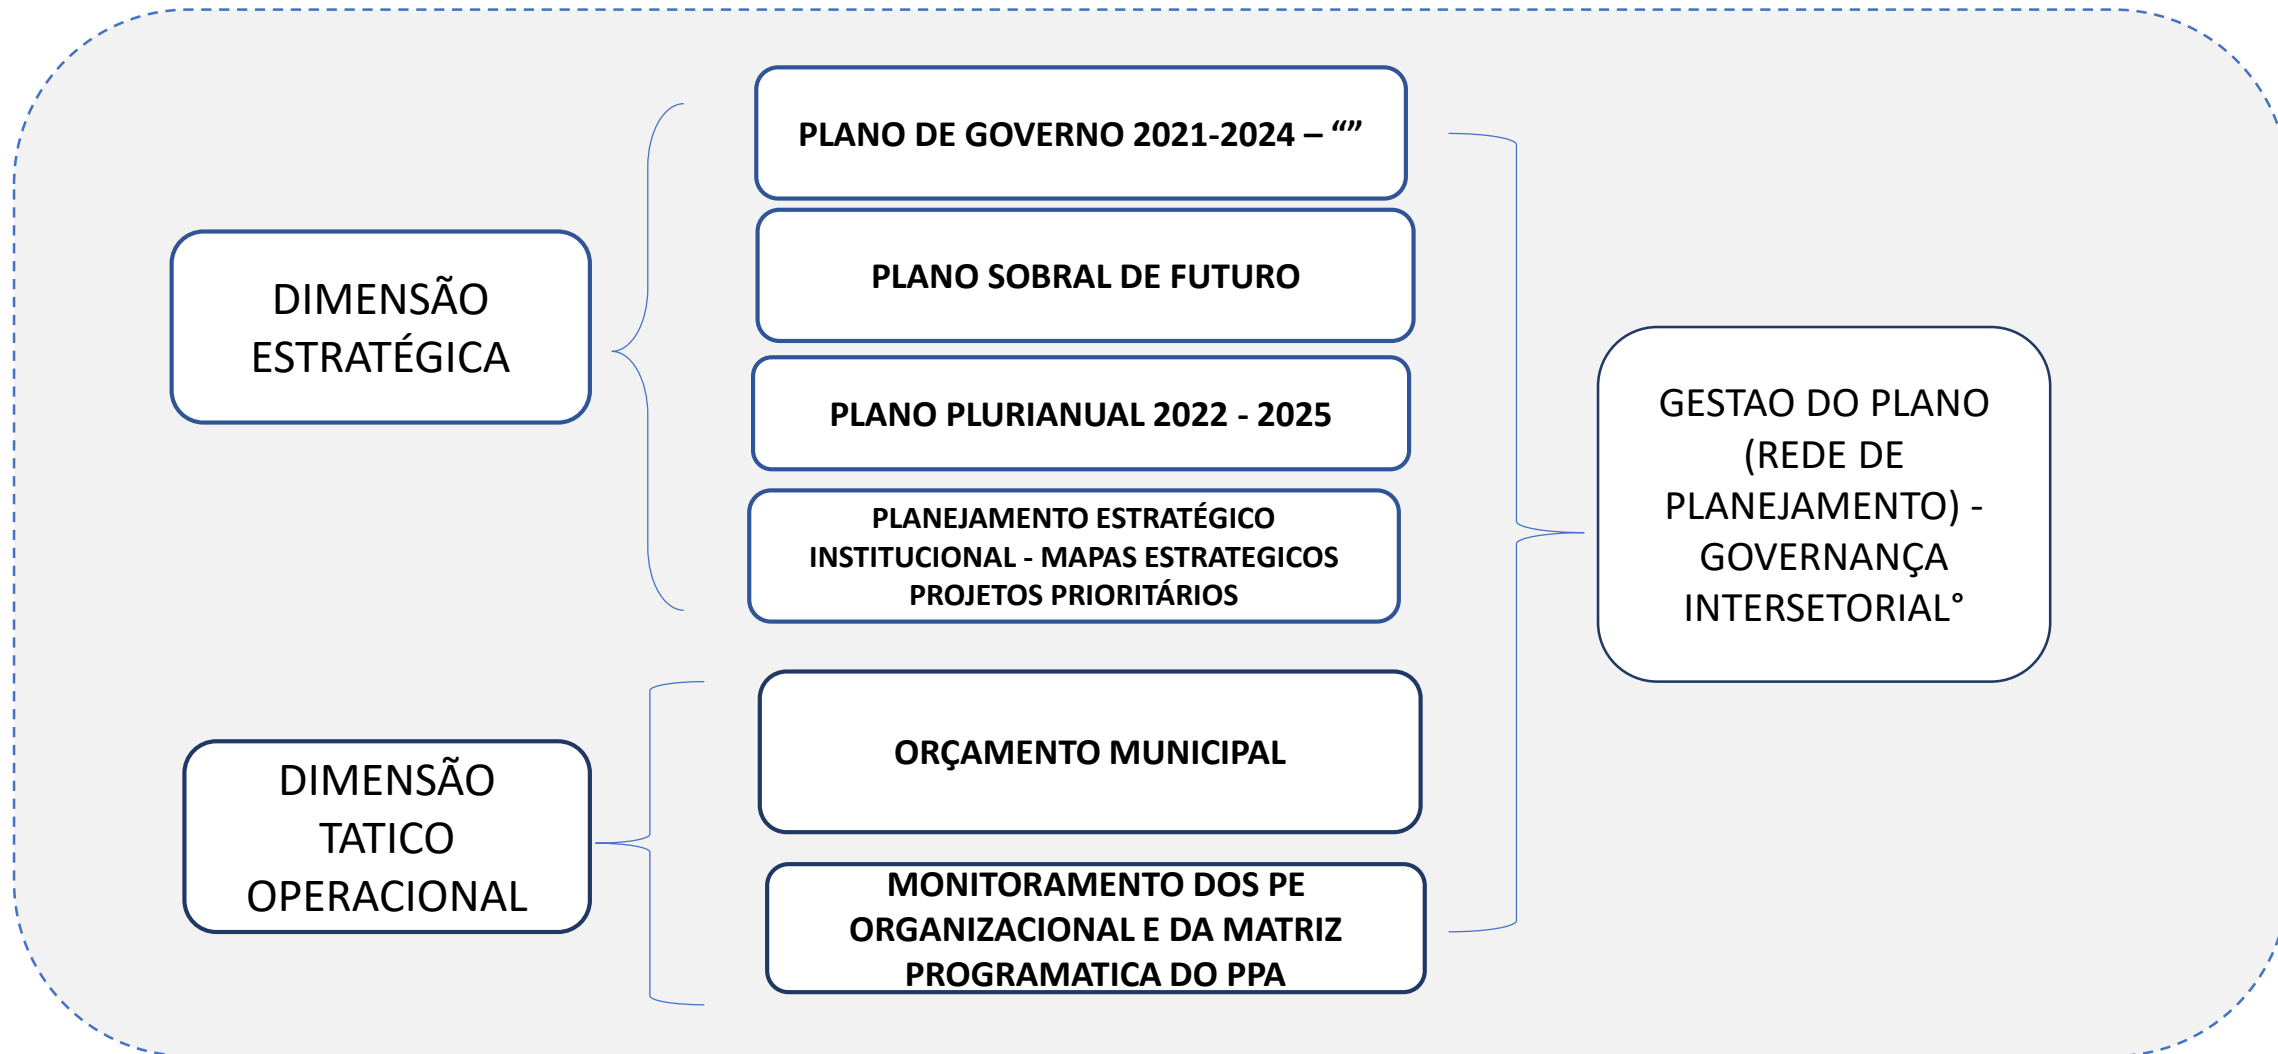 DIMENSÃO
ESTRATÉGICA
PLANO DE GOVERNO 2021-2024 – “”
PLANO SOBRAL DE FUTURO
PLANO PLURIANUAL 2022 - 2025
PLANEJAMENTO ESTRATÉGICO
INSTITUCIONAL - MAPAS ESTRATEGICOS
PROJETOS PRIORITÁRIOS
DIMENSÃO
TATICO
OPERACIONAL
ORÇAMENTO MUNICIPAL
MONITORAMENTO DOS PE
ORGANIZACIONAL E DA MATRIZ
PROGRAMATICA DO PPA
GESTAO DO PLANO
(REDE DE
PLANEJAMENTO) -
GOVERNANÇA
INTERSETORIAL°